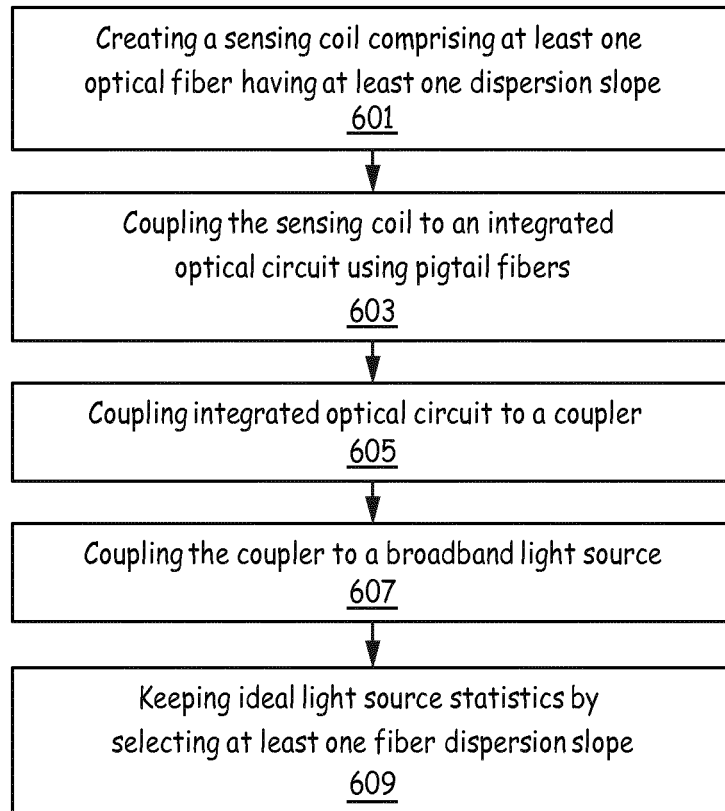 Creating a sensing coil comprising at least one
optical fiber having at least one dispersion slope
601
Coupling the sensing coil to an integrated
optical circuit using pigtail fibers
603
Coupling integrated optical circuit to a coupler
605
Coupling the coupler to a broadband light source
607
Keeping ideal light source statistics by
selecting at least one fiber dispersion slope
609